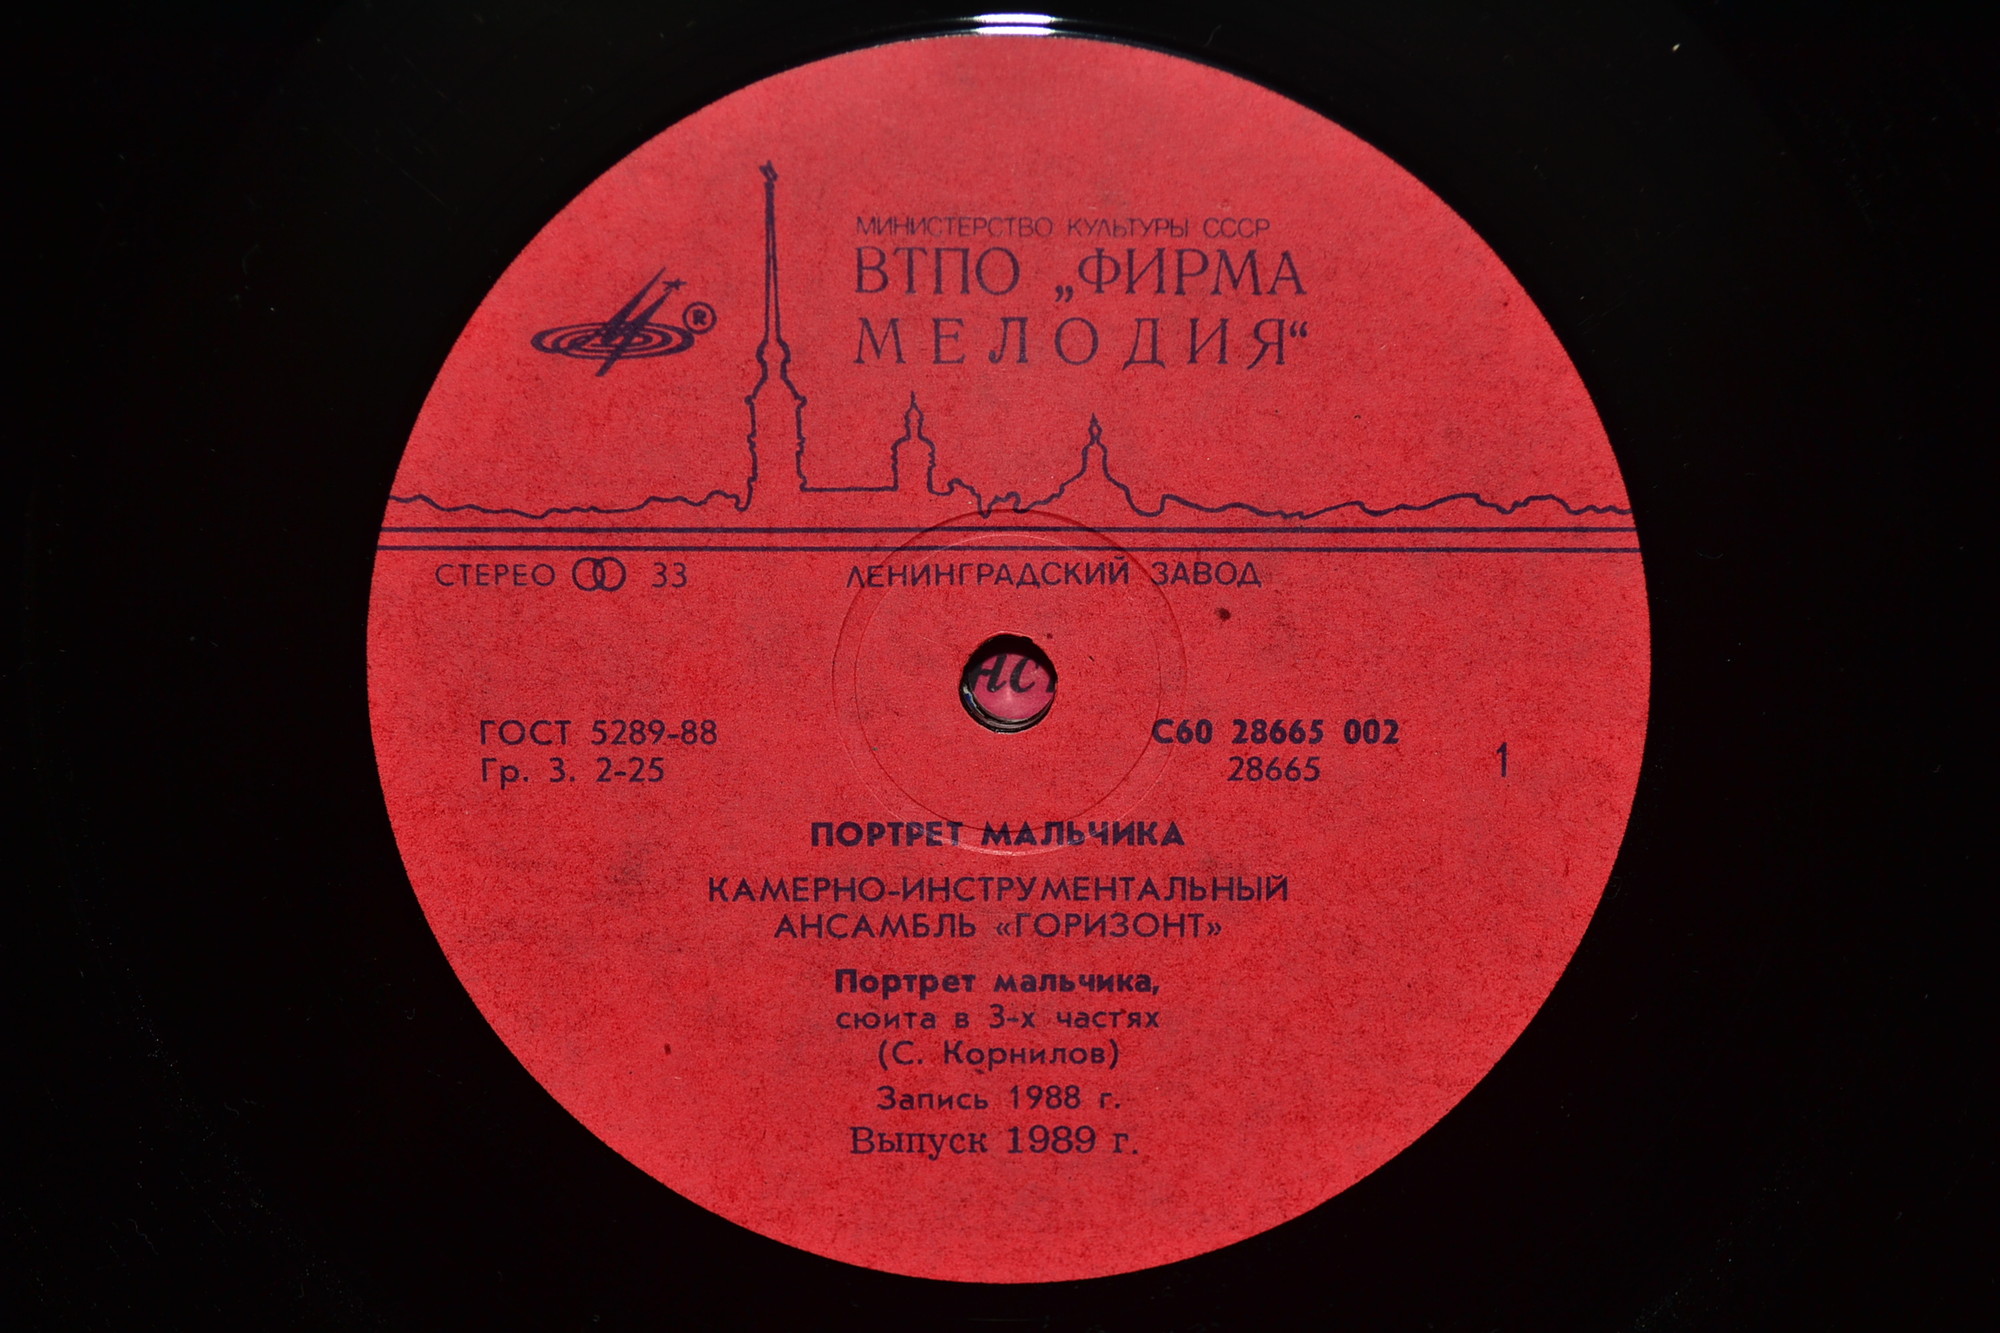 МИНИСТЕРСТВО КУЛЬТУРЫ СССР
ВТПО „ФИРМА
МЕЛОДИЯ“
®
СТЕРЕО 33
ЛЕНИНГРАДСКИЙ ЗАВОД
ГОСТ 5289-88
Гр. 3. 2-25
С60 28665 002
28665
1
ПОРТРЕТ МАЛЬЧИКА
КАМЕРНО-ИНСТРУМЕНТАЛЬНЫЙ
АНСАМБЛЬ «ГОРИЗОНТ»
Портрет мальчика,
сюита в 3-х частях
(С. Корнилов)
Запись 1988 г.
Выпуск 1989 г.